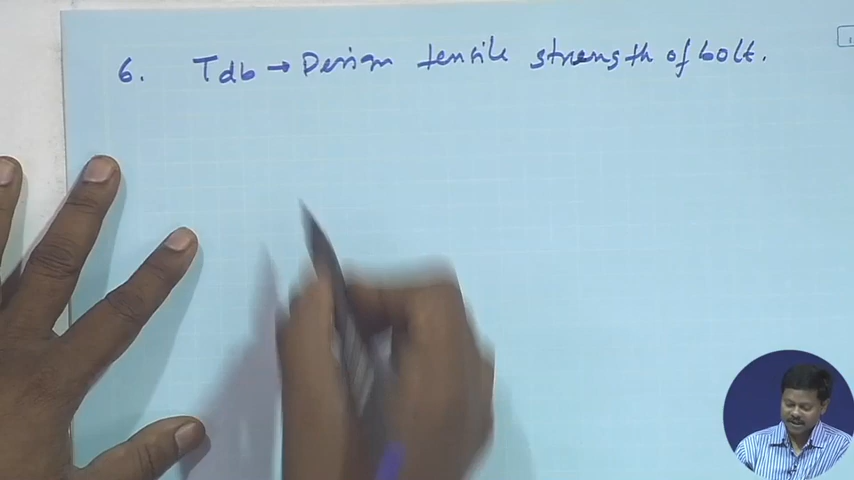 6. Tdb → Design tensile strength of bolt.